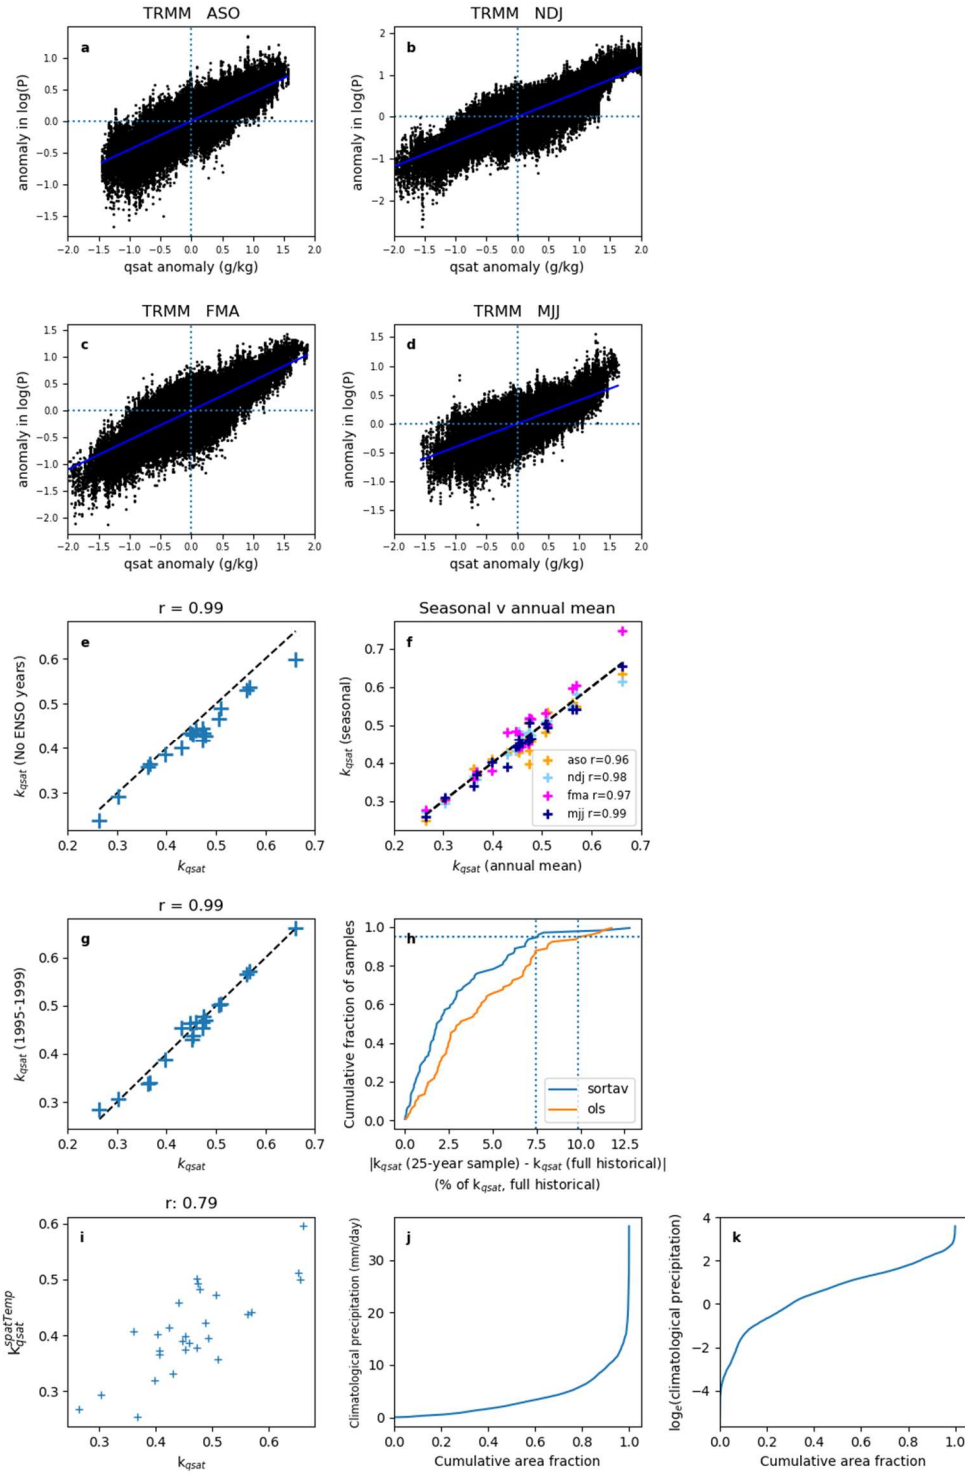 TRMM ASO
a
anomaly in log(P)
1.0
0.5
0.0
−0.5
−1.0
−1.5
−2.0 −1.5 −1.0 −0.5 0.0 0.5 1.0 1.5 2.0
qsat anomaly (g/kg)
TRMM NDJ
b
anomaly in log(P)
2
1
0
−1
−2
−2.0 −1.5 −1.0 −0.5 0.0 0.5 1.0 1.5 2.0
qsat anomaly (g/kg)
TRMM FMA
c
anomaly in log(P)
1.5
1.0
0.5
0.0
−0.5
−1.0
−1.5
−2.0
−2.0 −1.5 −1.0 −0.5 0.0 0.5 1.0 1.5 2.0
qsat anomaly (g/kg)
TRMM MJJ
d
anomaly in log(P)
1.5
1.0
0.5
0.0
−0.5
−1.0
−1.5
−2.0 −1.5 −1.0 −0.5 0.0 0.5 1.0 1.5 2.0
qsat anomaly (g/kg)
r = 0.99
e
kqsat (No ENSO years)
0.6
0.5
0.4
0.3
0.2 0.3 0.4 0.5 0.6 0.7
kqsat
Seasonal v annual mean
f
kqsat (seasonal)
0.7
0.6
0.5
0.4
0.3
aso r=0.96
ndj r=0.98
fma r=0.97
mjj r=0.99
0.2 0.3 0.4 0.5 0.6 0.7
kqsat (annual mean)
r = 0.99
g
kqsat (1995-1999)
0.6
0.5
0.4
0.3
0.2 0.3 0.4 0.5 0.6 0.7
kqsat
h
Cumulative fraction of samples
1.0
0.8
0.6
0.4
0.2
0.0
sortav
ols
0.0 2.5 5.0 7.5 10.0 12.5
|kqsat (25-year sample) - kqsat (full historical)|
(% of kqsat, full historical)
r: 0.79
i
kqsat spatTemp
0.6
0.5
0.4
0.3
0.3 0.4 0.5 0.6
kqsat
j
Climatological precipitation (mm/day)
30
20
10
0
0.0 0.2 0.4 0.6 0.8 1.0
Cumulative area fraction
k
loge(climatological precipitation)
4
2
0
−2
−4
0.0 0.2 0.4 0.6 0.8 1.0
Cumulative area fraction